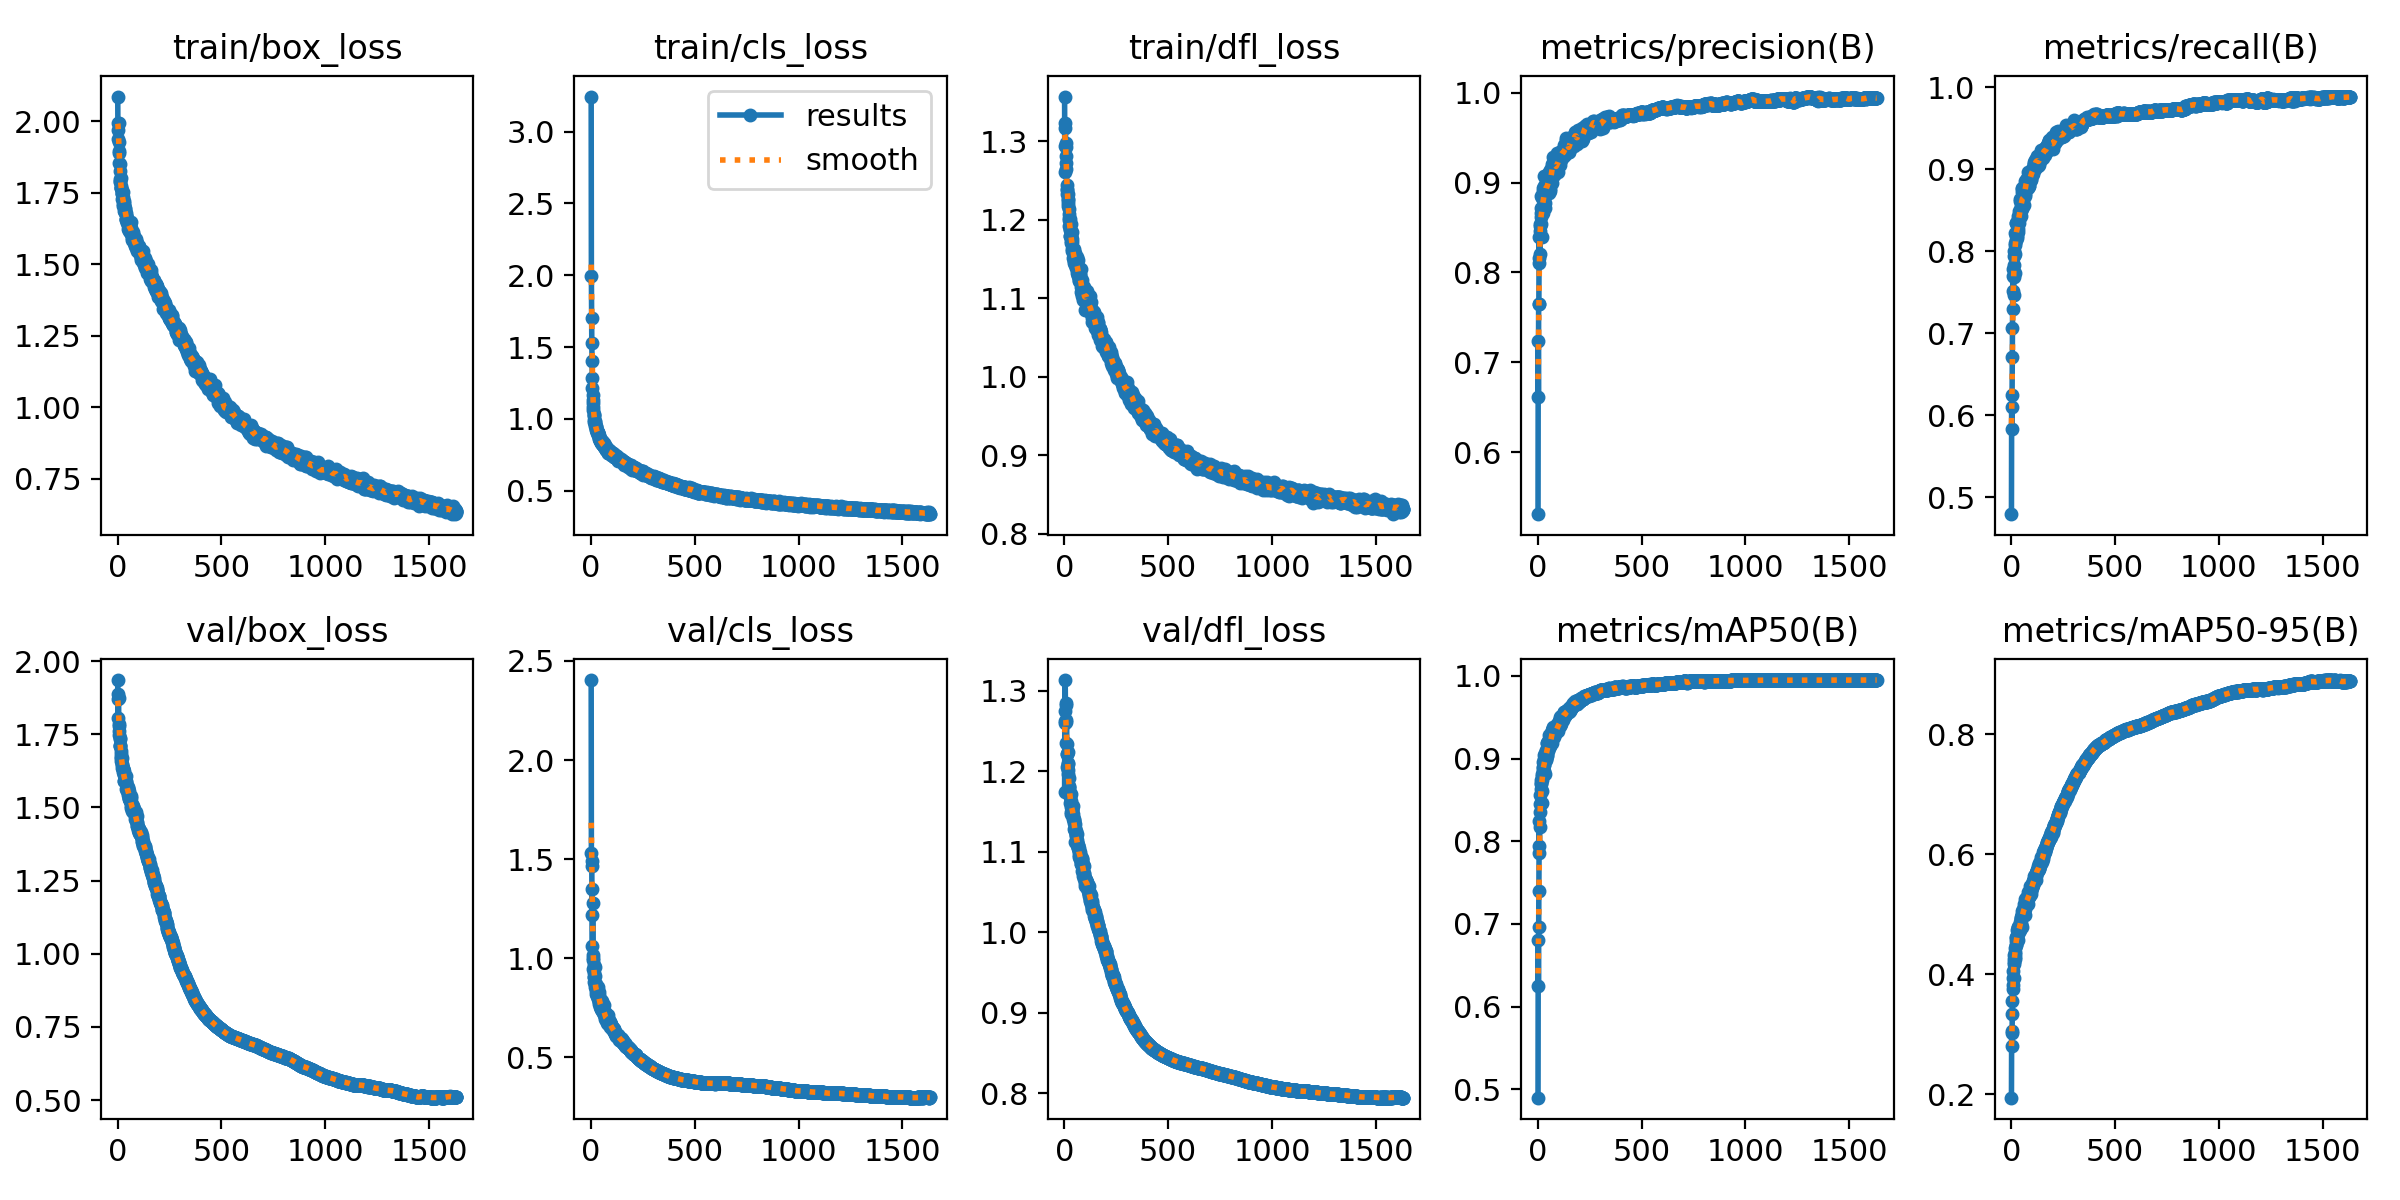 train/box_loss train/cls_loss train/dfl_loss metrics/precision(B) metrics/recall(B)
2.00 1.75 1.50 1.25 1.00 0.75
0 500 1000 1500
results
smooth
3.0 2.5 2.0 1.5 1.0 0.5
0 500 1000 1500
1.3 1.2 1.1 1.0 0.9 0.8
0 500 1000 1500
1.0 0.9 0.8 0.7 0.6
0 500 1000 1500
1.0 0.9 0.8 0.7 0.6 0.5
0 500 1000 1500
val/box_loss val/cls_loss val/dfl_loss metrics/mAP50(B) metrics/mAP50-95(B)
2.00 1.75 1.50 1.25 1.00 0.75 0.50
0 500 1000 1500
2.5 2.0 1.5 1.0 0.5
0 500 1000 1500
1.3 1.2 1.1 1.0 0.9 0.8
0 500 1000 1500
1.0 0.9 0.8 0.7 0.6 0.5
0 500 1000 1500
0.8 0.6 0.4 0.2
0 500 1000 1500